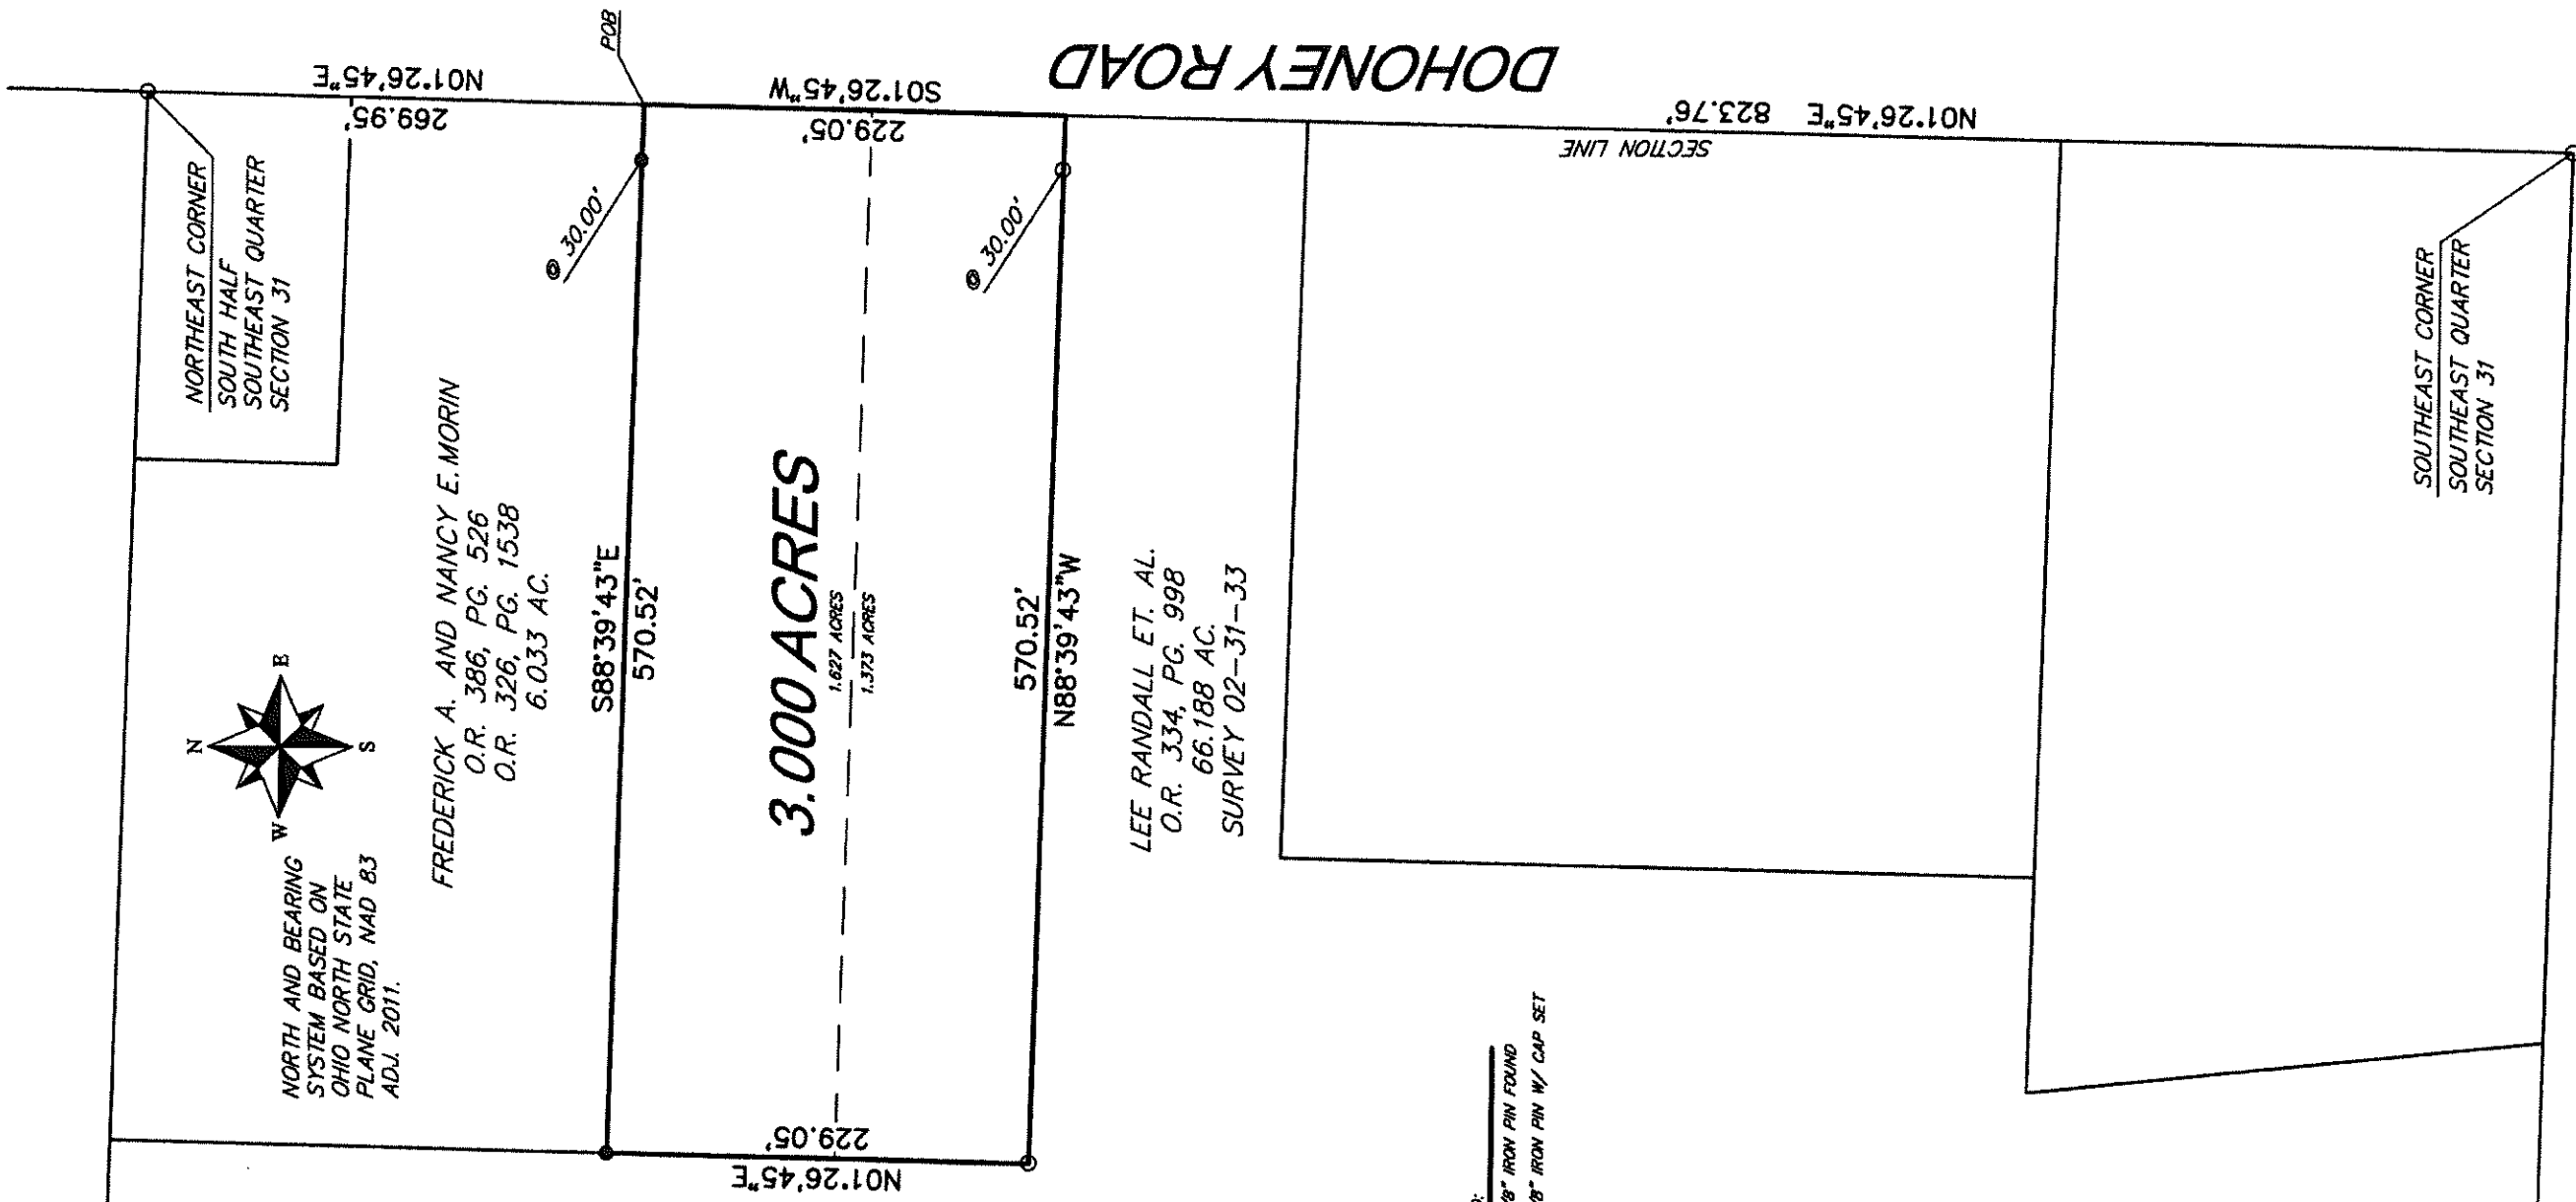 NORTHEAST CORNER
SOUTH HALF
SOUTHEAST QUARTER
SECTION 31
N01°26'45"E
269.95'
POB
N
W
E
S
NORTH AND BEARING
SYSTEM BASED ON
OHIO NORTH STATE
PLANE GRID, NAD 83
ADJ. 2011.
FREDERICK A. AND NANCY E. MORIN
O.R. 386, PG. 526
O.R. 326, PG. 1538
6.033 AC.
@ 30.00'
S88°39'43"E
570.52'
3.000 ACRES
1.627 ACRES
1.373 ACRES
S01°26'45"W
229.05'
@ 30.00'
229.05'
N01°26'45"E
570.52'
N88°39'43"W
DOHONEY ROAD
LEE RANDALL ET. AL.
O.R. 334, PG. 998
66.188 AC.
SURVEY 02-31-33
N01°26'45"E 823.76'
SECTION LINE
IRON PIN FOUND
IRON PIN W/ CAP SET
SOUTHEAST CORNER
SOUTHEAST QUARTER
SECTION 31